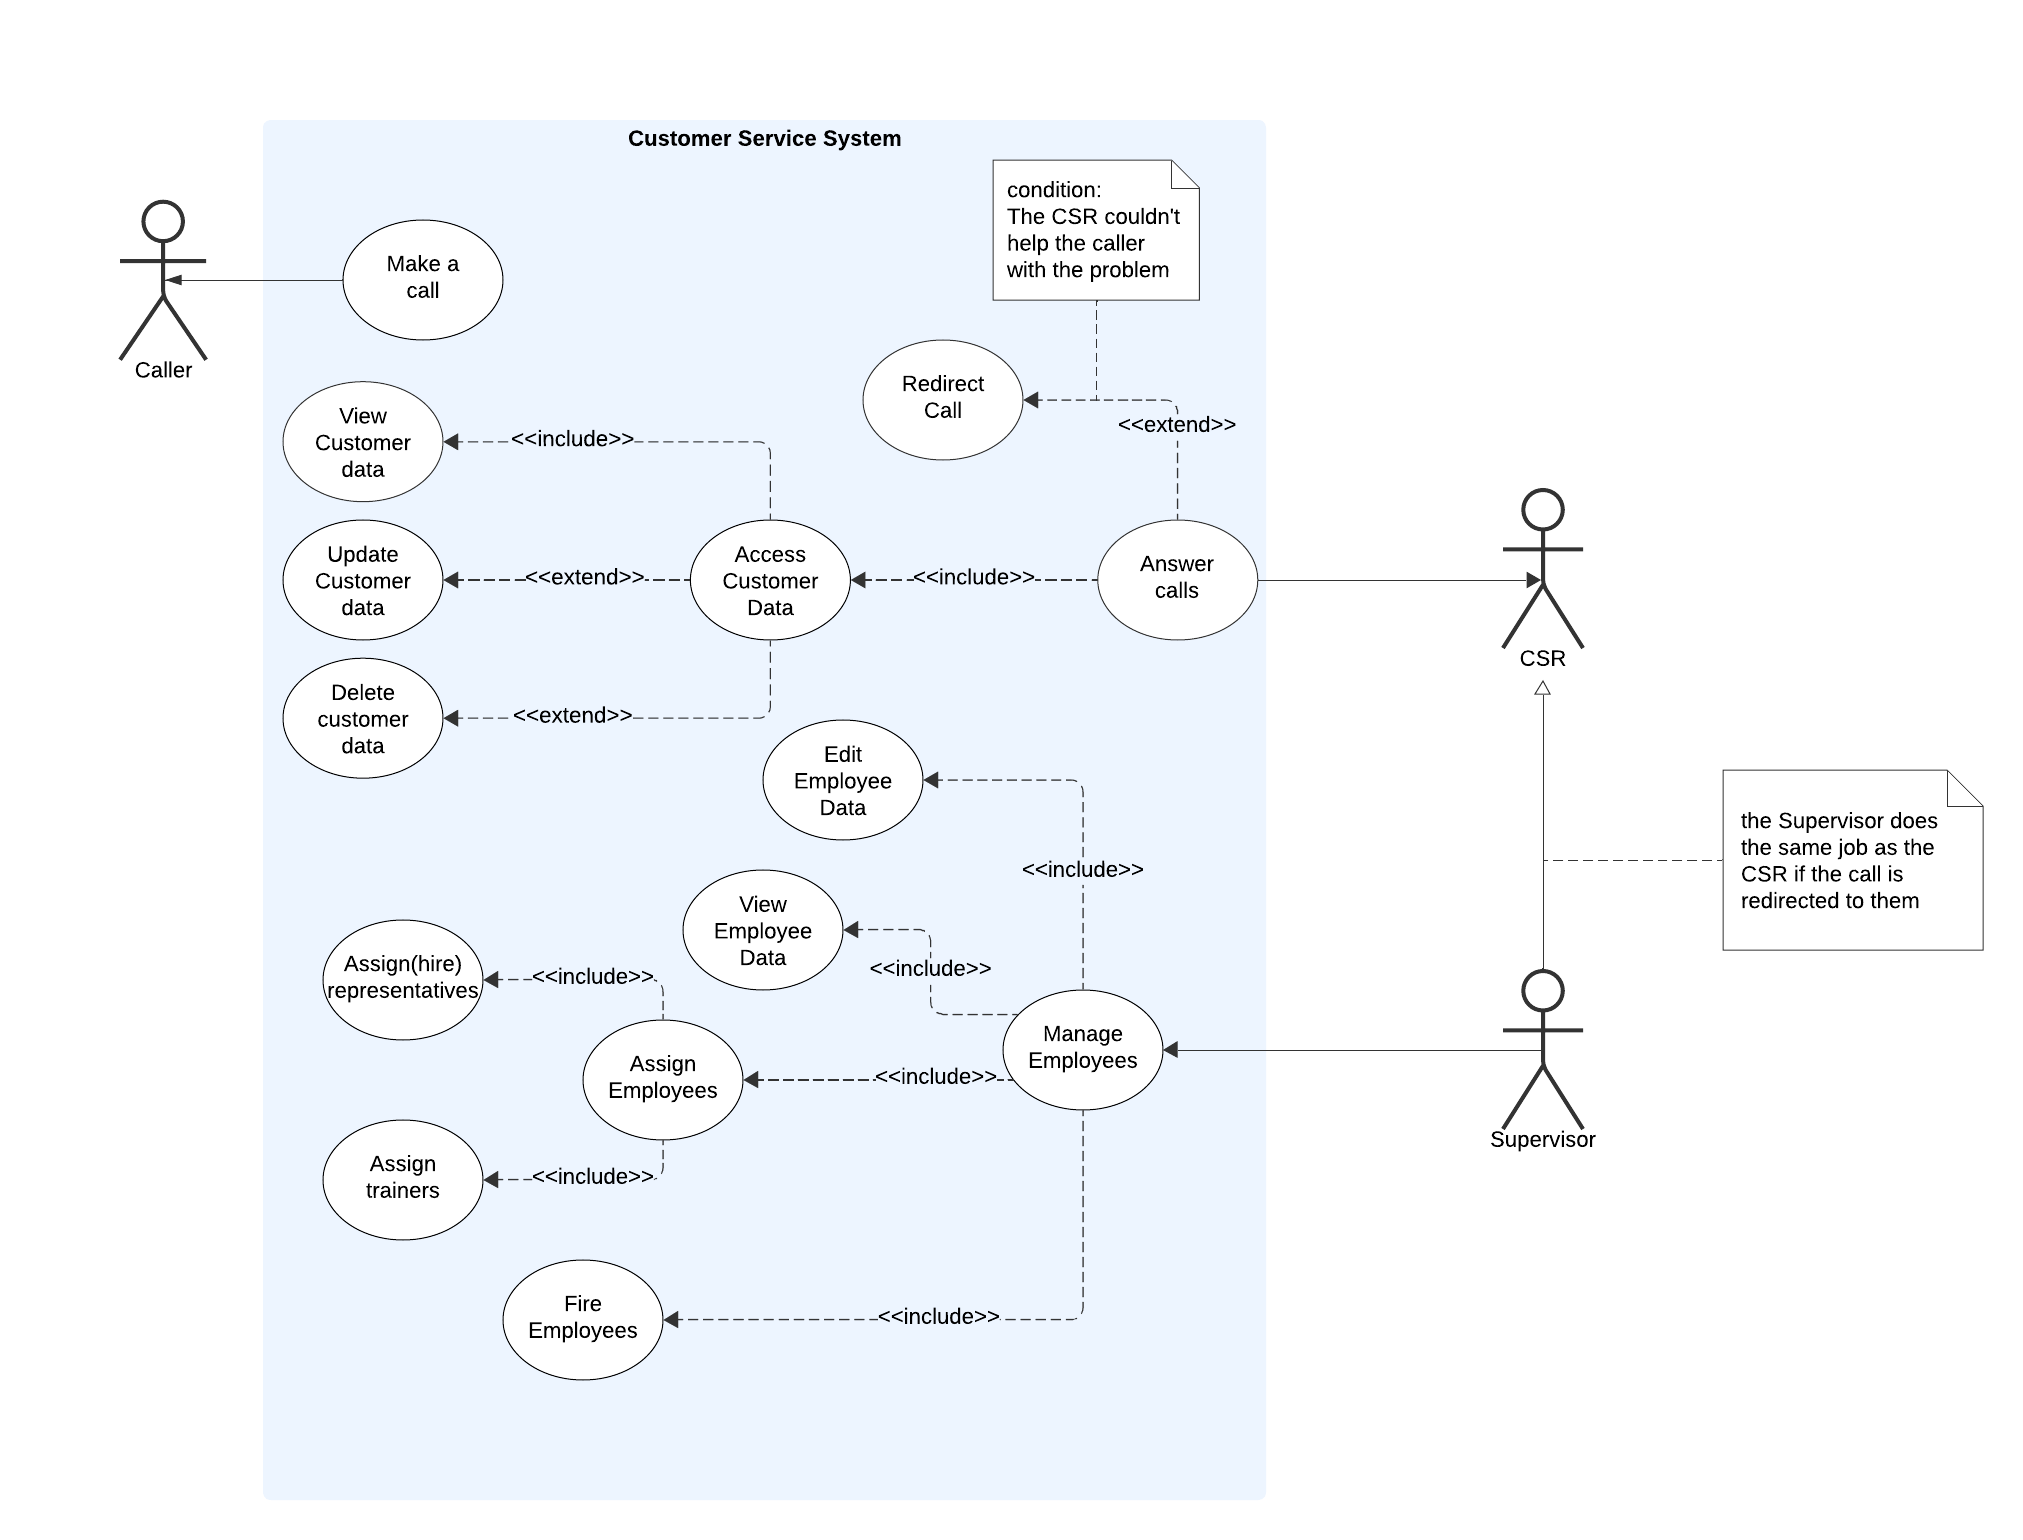 Customer Service System
condition:
The CSR couldn't
help the caller
with the problem
Make a
call
Caller
Redirect
Call
<<extend>>
View
Customer
data
<<include>>
Update
Customer
data
<<extend>>
Access
Customer
Data
<<include>>
Answer
calls
CSR
Delete
customer
data
<<extend>>
Edit
Employee
Data
<<include>>
the Supervisor does
the same job as the
CSR if the call is
redirected to them
View
Employee
Data
<<include>>
Assign(hire)
representatives
<<include>>
Manage
Employees
Assign
Employees
<<include>>
Supervisor
Assign
trainers
<<include>>
Fire
Employees
<<include>>